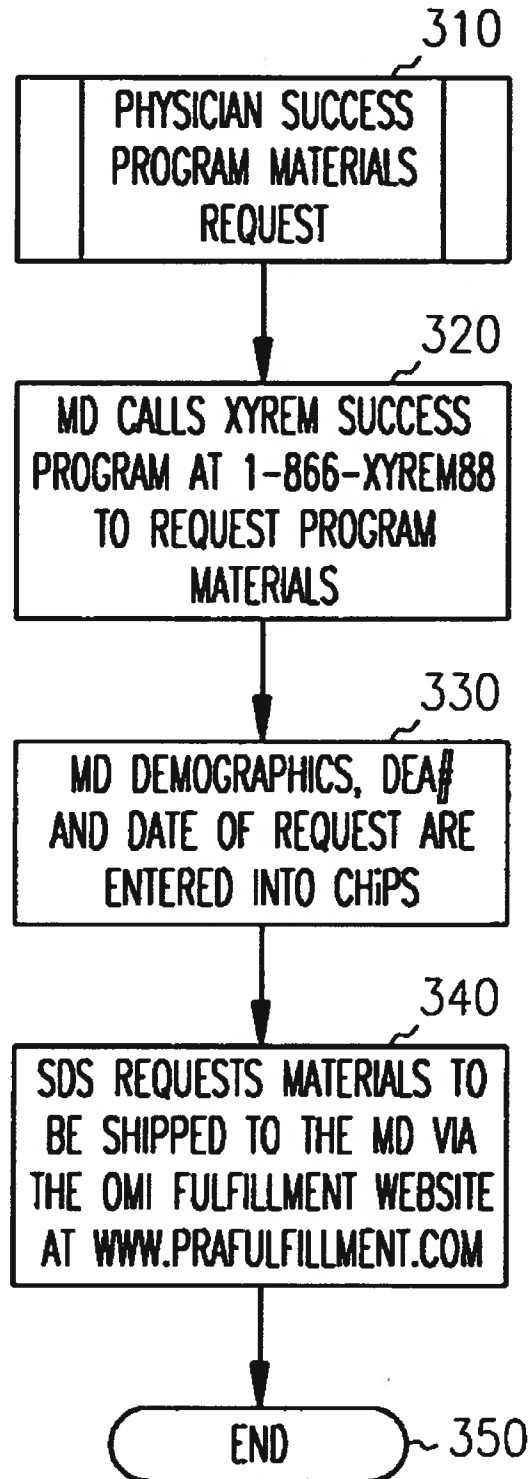 310
PHYSICIAN SUCCESS
PROGRAM MATERIALS
REQUEST
320
MD CALLS XYREM SUCCESS
PROGRAM AT 1-866-XYREM88
TO REQUEST PROGRAM
MATERIALS
330
MD DEMOGRAPHICS, DEA#
AND DATE OF REQUEST ARE
ENTERED INTO CHiPS
340
SDS REQUESTS MATERIALS TO
BE SHIPPED TO THE MD VIA
THE OMI FULFILLMENT WEBSITE
AT WWW.PRAFULFILLMENT.COM
END
350